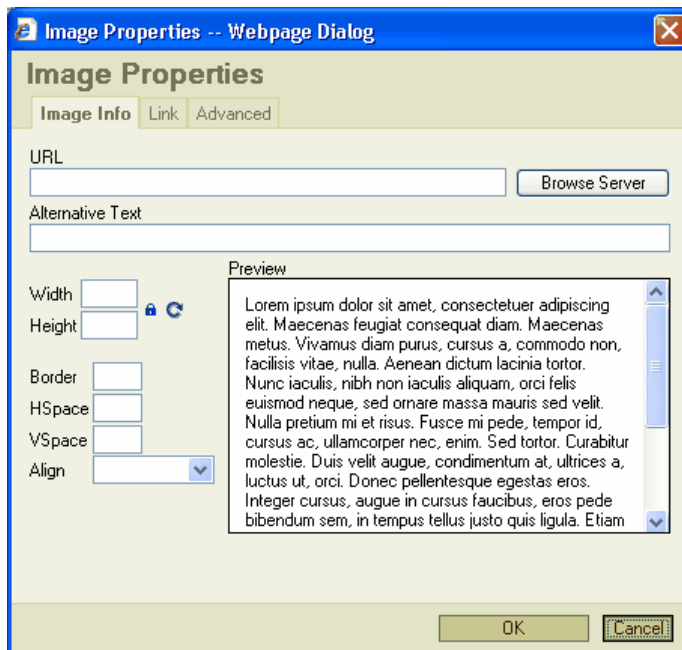 Image Properties -- Webpage Dialog
Image Properties
Image Info Link Advanced
URL
Browse Server
Alternative Text
Preview
Width
Height
Border
HSpace
VSpace
Align
Lorem ipsum dolor sit amet, consectetuer adipiscing
elit. Maecenas feugiat consequat diam. Maecenas
metus. Vivamus diam purus, cursus a, commodo non,
facilisis vitae, nulla. Aenean dictum lacinia tortor.
Nunc iaculis, nibh non iaculis aliquam, orci felis
euismod neque, sed ornare massa mauris sed velit.
Nulla pretium mi et risus. Fusce mi pede, tempor id,
cursus ac, ullamcorper nec, enim. Sed tortor. Curabitur
molestie. Duis velit augue, condimentum at, ultrices a,
luctus ut, orci. Donec pellentesque egestas eros.
Integer cursus, augue in cursus faucibus, eros pede
bibendum sem, in tempus tellus justo quis ligula. Etiam
OK Cancel